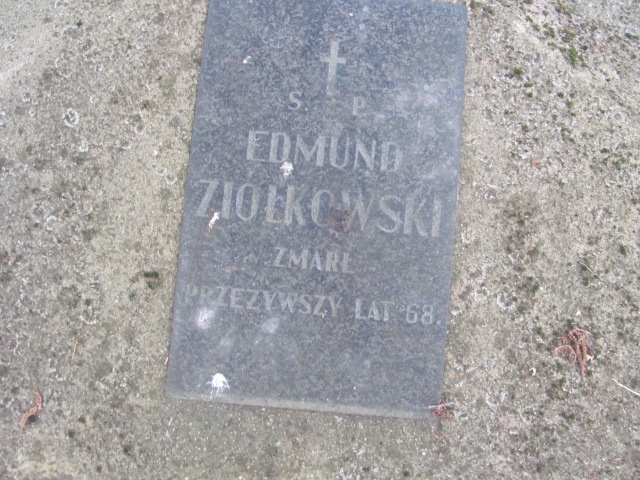 Ś P
EDMUND
ZIOŁKOWSKI
ZMARŁ
PRZEŻYWSZY LAT 68.